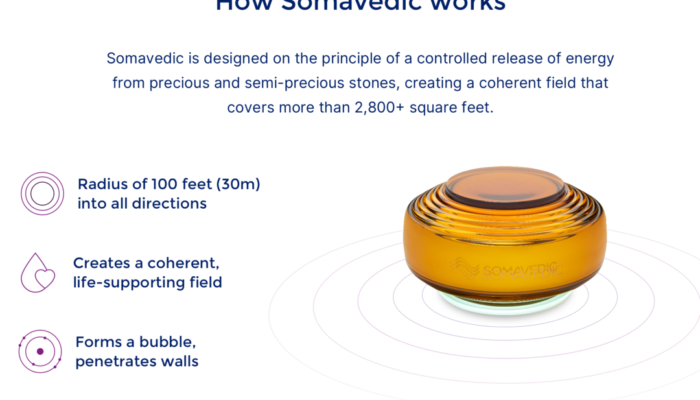 How Somavedic works
Somavedic is designed on the principle of a controlled release of energy
from precious and semi-precious stones, creating a coherent field that
covers more than 2,800+ square feet.
Radius of 100 feet (30m)
into all directions
Creates a coherent,
life-supporting field
Forms a bubble,
penetrates walls
SOMAVEDIC